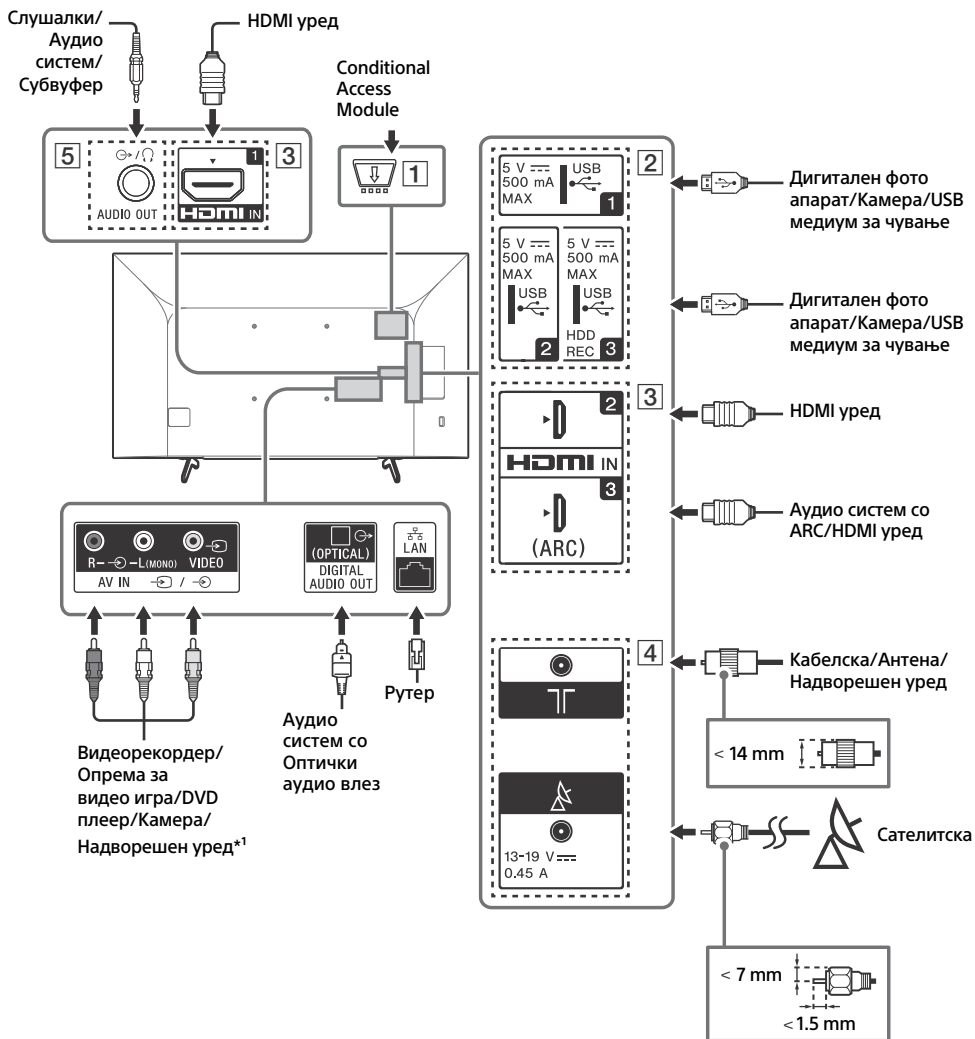 Слушалки/
Аудио
систем/
Субвуфер
HDMI уред
Conditional
Access
Module
5
AUDIO OUT
1
HDMI IN
3
1
5 V
500 mA
MAX
USB
1
2
Дигитален фото
апарат/Камера/USB
медиум за чување
5 V
500 mA
MAX
USB
2
5 V
500 mA
MAX
USB
HDD
REC 3
Дигитален фото
апарат/Камера/USB
медиум за чување
2
3
HDMI уред
HDMI IN
3
(ARC)
Аудио систем со
ARC/HDMI уред
R- -L(MONO) VIDEO
AV IN /
(OPTICAL)
DIGITAL
AUDIO OUT
LAN
Видеорекордер/
Опрема за
видео игра/DVD
плеер/Камера/
Надворешен уред*1
Аудио
систем со
Оптички
аудио влез
Рутер
4
Кабелска/Антена/
Надворешен уред
< 14 mm
13-19 V
0.45 A
Сателитска
< 7 mm
< 1.5 mm